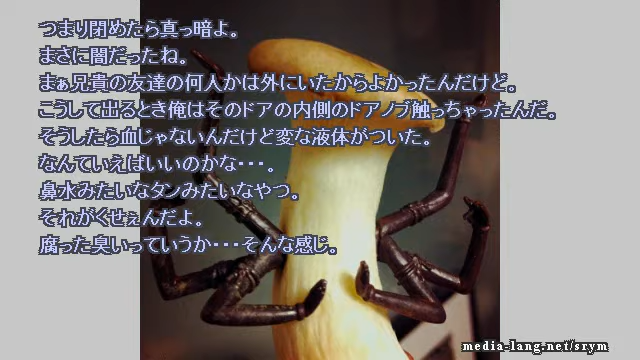 つまり閉めたら真っ暗よ。
まさに闇だったね。
まぁ兄貴の友達の何人かは外にいたからよかったんだけど。
こうして出るとき俺はそのドアの内側のドアノブ触っちゃったんだ。
そうしたら血じゃないんだけど変な液体がついた。
なんていえばいいのかな・・・。
鼻水みたいなタンみたいなやつ。
それがくせぇんだよ。
腐った臭いっていうか・・・そんな感じ。
media-lang.net/srym